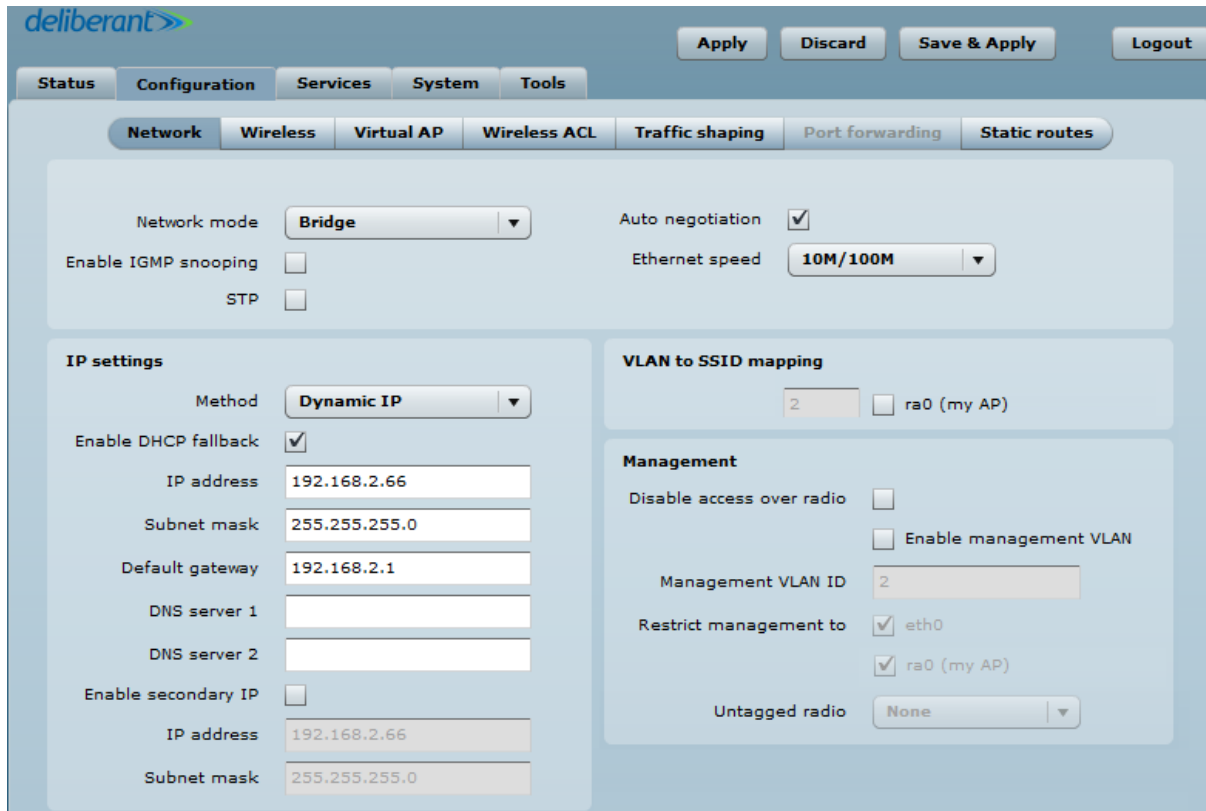 deliberant
Apply Discard Save & Apply Logout
Status Configuration Services System Tools
Network Wireless Virtual AP Wireless ACL Traffic shaping Port forwarding Static routes
Network mode Bridge
Enable IGMP snooping
STP
Auto negotiation
Ethernet speed 10M/100M
IP settings
Method Dynamic IP
Enable DHCP fallback
IP address 192.168.2.66
Subnet mask 255.255.255.0
Default gateway 192.168.2.1
DNS server 1
DNS server 2
Enable secondary IP
IP address 192.168.2.66
Subnet mask 255.255.255.0
VLAN to SSID mapping
2 ra0 (my AP)
Management
Disable access over radio
Enable management VLAN
Management VLAN ID 2
Restrict management to eth0
ra0 (my AP)
Untagged radio None